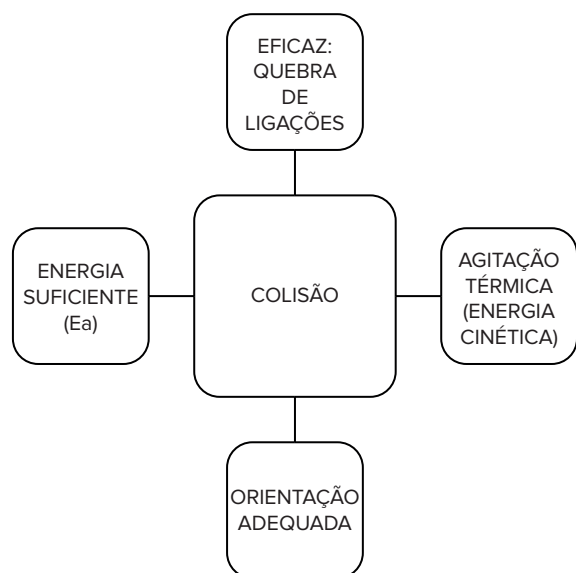 EFICAZ:
QUEBRA
DE
LIGAÇÕES
ENERGIA
SUFICIENTE
(Ea)
COLISÃO
AGITAÇÃO
TÉRMICA
(ENERGIA
CINÉTICA)
ORIENTAÇÃO
ADEQUADA